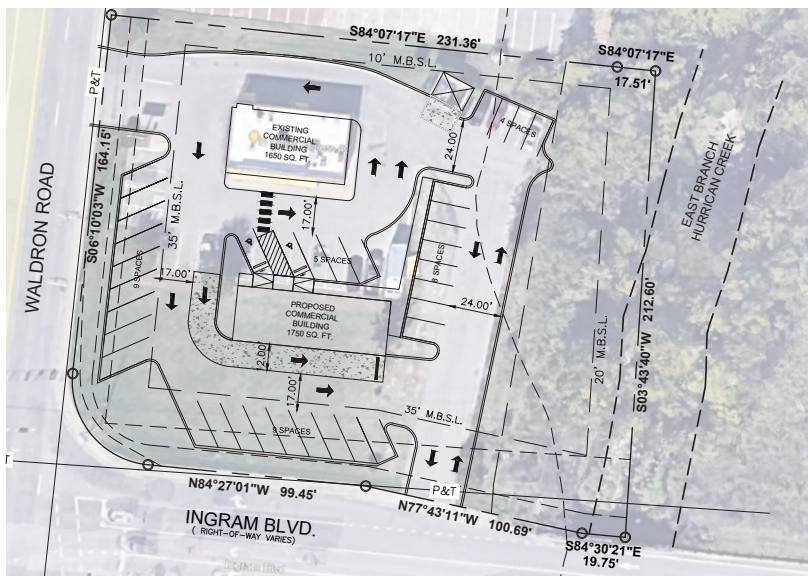 S84°07'17"E 231.36'
S84°07'17"E
17.51'
10' M.B.S.L.
P&T
EXISTING
COMMERCIAL
BUILDING
1650 SQ. FT.
4 SPACES
24.00'
EAST BRANCH
HURRICAN CREEK
S06°10'03"W 164.15'
35' M.B.S.L.
WALDRON ROAD
17.00'
9 SPACES
5 SPACES
8 SPACES
17.00'
24.00'
PROPOSED
COMMERCIAL
BUILDING
1750 SQ. FT.
12.00'
17.00'
20' M.B.S.L.
S03°43'40"W 212.60'
35' M.B.S.L.
9 SPACES
P&T
N84°27'01"W 99.45'
N77°43'11"W 100.69'
INGRAM BLVD.
( RIGHT-OF-WAY VARIES)
S84°30'21"E
19.75'
Ingram Blvd